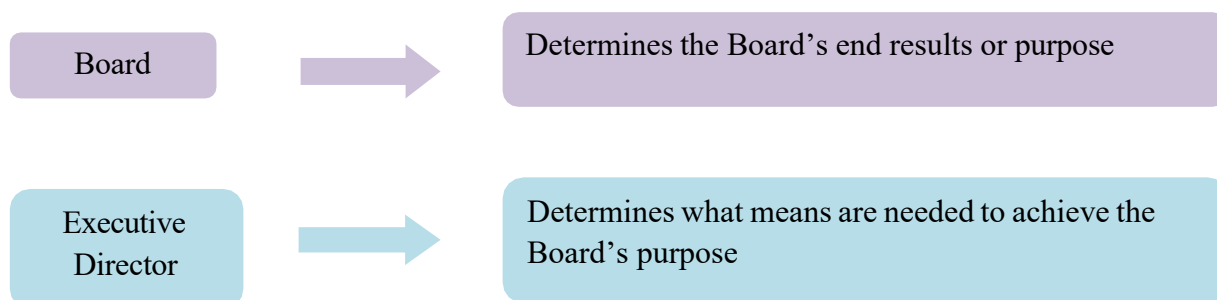 Board
Determines the Board’s end results or purpose
Executive
Director
Determines what means are needed to achieve the
Board’s purpose